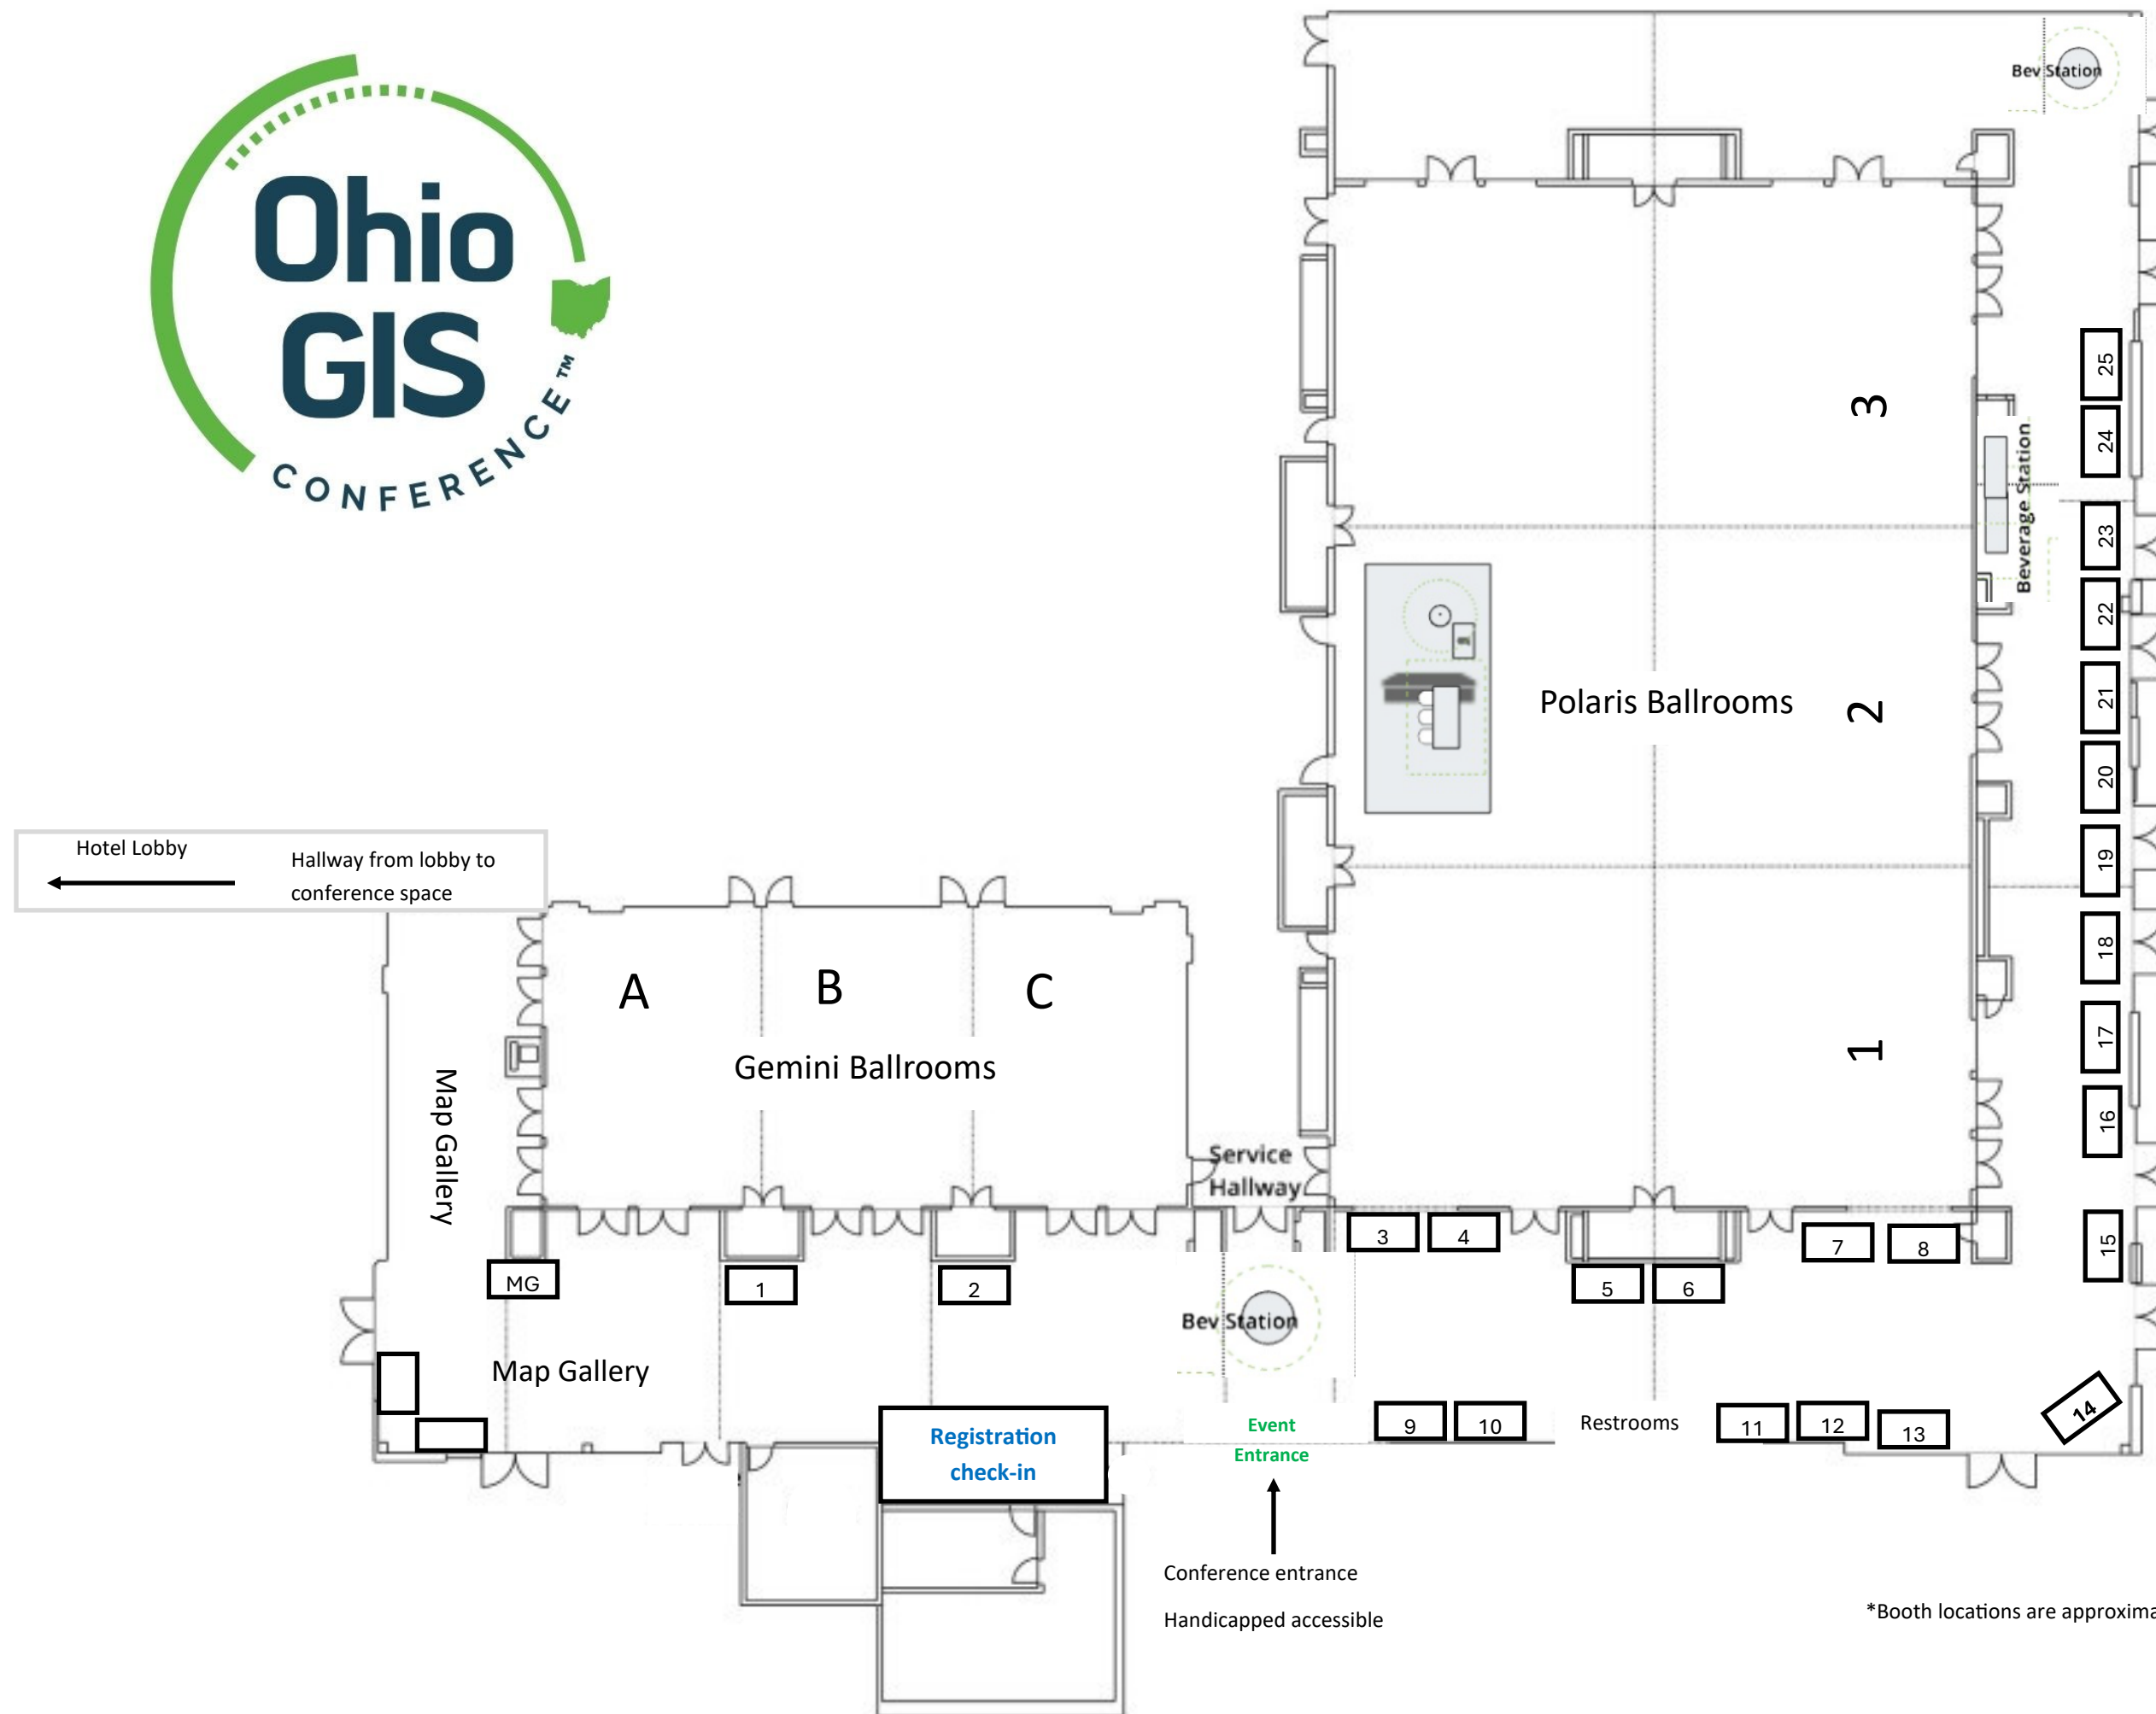 Ohio
GIS
CONFERENCE™
Bev Station
25
24
3
Beverage Station
23
22
21
Polaris Ballrooms
2
20
19
Hotel Lobby
Hallway from lobby to
conference space
18
A
B
C
17
1
Gemini Ballrooms
16
Map Gallery
Service
Hallway
15
3
4
7
8
MG
1
2
5
6
Bev Station
Map Gallery
14
9
10
Restrooms
11
12
13
Event
Entrance
Registration
check-in
Conference entrance
Handicapped accessible
*Booth locations are approxima